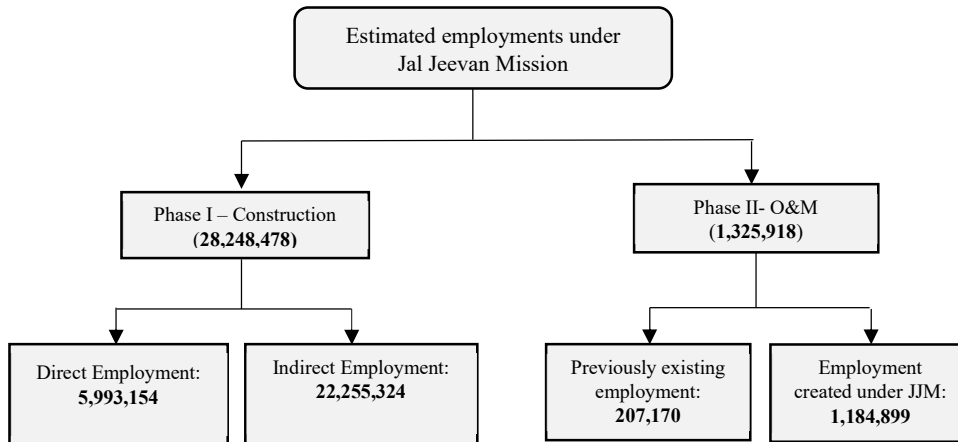 Estimated employments under
Jal Jeevan Mission
Phase I – Construction
(28,248,478)
Phase II- O&M
(1,325,918)
Direct Employment:
5,993,154
Indirect Employment:
22,255,324
Previously existing
employment:
207,170
Employment
created under JJM:
1,184,899